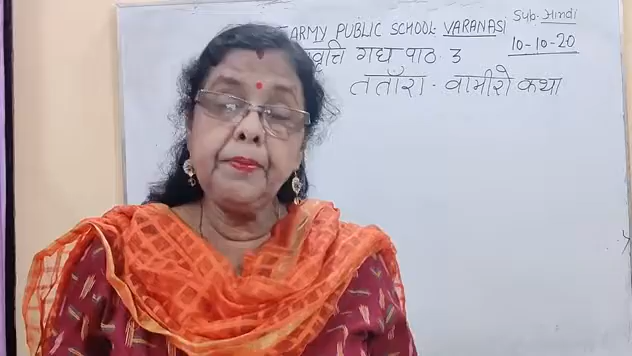 ARMY PUBLIC SCHOOL VARANASI
Sub. Hindi
गद्य पाठ 3
10-10-20
तताँरा - वामीरो कथा